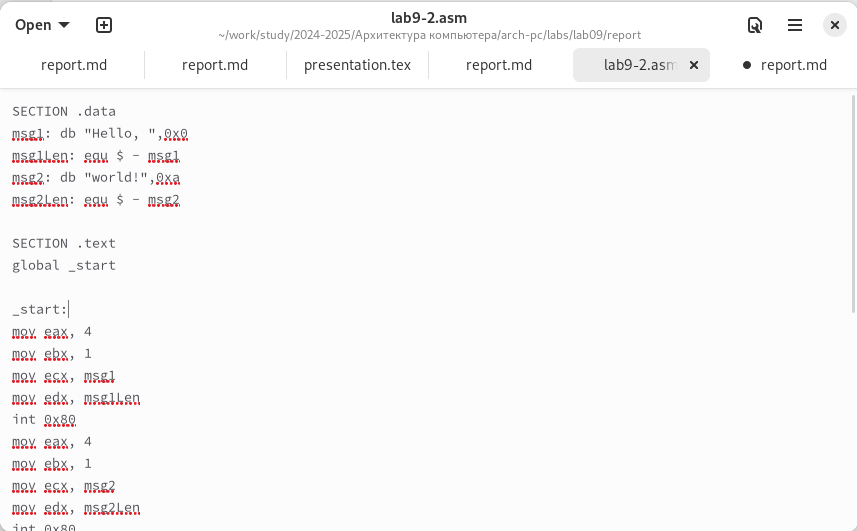 Open
lab9-2.asm
~/work/study/2024-2025/Архитектура компьютера/arch-pc/labs/lab09/report
report.md
report.md
presentation.tex
report.md
lab9-2.asm
report.md
SECTION .data
msg1: db "Hello, ",0x0
msg1Len: equ $ - msg1
msg2: db "world!",0xa
msg2Len: equ $ - msg2
SECTION .text
global _start
_start:
mov eax, 4
mov ebx, 1
mov ecx, msg1
mov edx, msg1Len
int 0x80
mov eax, 4
mov ebx, 1
mov ecx, msg2
mov edx, msg2Len
int 0x80